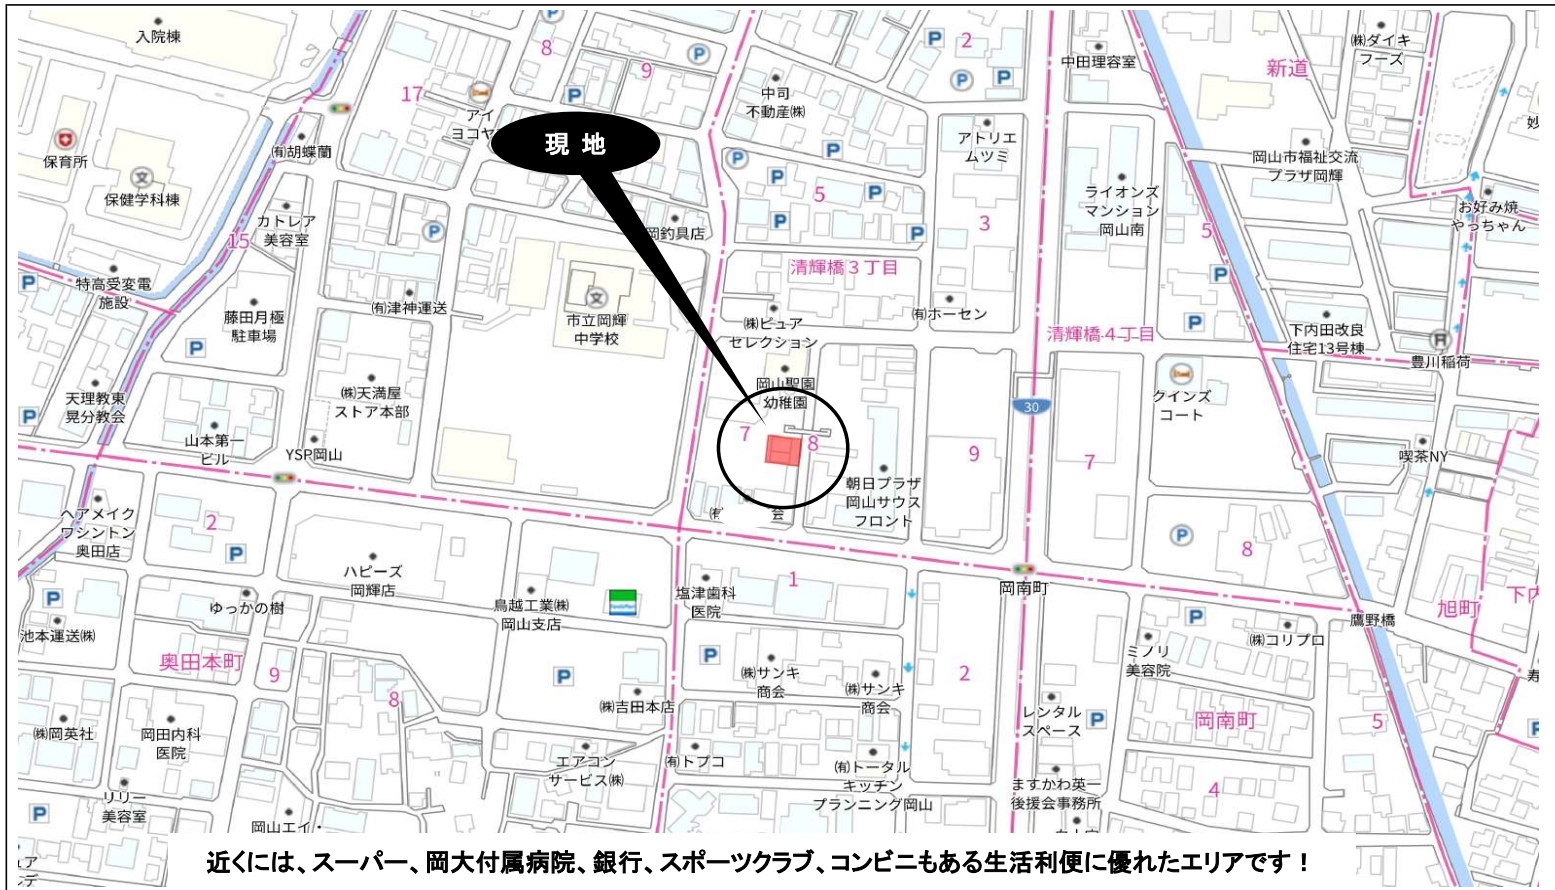 入院棟
8
P
P
2
P
中田理容室
新道
㈱ダイキ
フーズ
9
17
アイ
ヨコヤ
P
中司
不動産㈱
P
P
妙
現 地
保育所
文
保健学科棟
㈲胡蝶蘭
P
P
アトリエ
ムツミ
岡山市福祉交流
プラザ岡輝
P
5
P
ライオンズ
マンション
岡山南
お好み焼
やっちゃん
カトレア
美容室
15
P
岡釣具店
P
P
3
5
特高受変電
施設
P
清輝橋3丁目
P
藤田月極
駐車場
P
㈲津神運送
文
市立岡輝
中学校
㈱ピュア
セレクション
㈲ホーセン
清輝橋4丁目
P
下内田改良
住宅13号棟
豊川稲荷
天理教東
晃分教会
P
㈱天満屋
ストア本部
岡山聖園
幼稚園
30
クインズ
コート
山本第一
ビル
YSP岡山
7
8
9
7
喫茶NY
朝日プラザ
岡山サウス
フロント
㈲
会
ヘアメイク
ワシントン
奥田店
2
P
P
8
ハピーズ
岡輝店
1
岡南町
旭町
下内
P
ゆっかの樹
鳥越工業㈱
岡山支店
FamilyMart
塩津歯科
医院
P
㈱コリプロ
鷹野橋
池本運送㈱
奥田本町
9
8
P
P
㈱サンキ
商会
㈱サンキ
商会
2
ミノリ
美容院
寿
㈱岡英社
岡田内科
医院
㈱吉田本店
レンタル
スペース
P
岡南町
5
P
エアコン
サービス㈱
㈲トプコ
㈲トータル
キッチン
プランニング岡山
ますかわ英一
後援会事務所
4
リリー
美容室
P
岡山エイ・
近くには、スーパー、岡大付属病院、銀行、スポーツクラブ、コンビニもある生活利便に優れたエリアです！